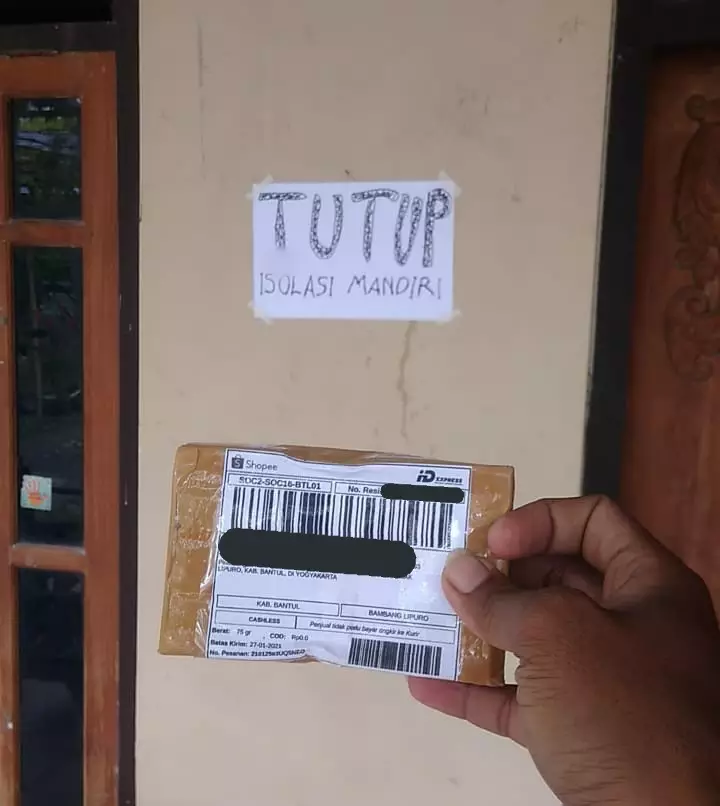 TUTUP
ISOLASI MANDIRI
Shopee
iD EXPRESS
SOC2-SOC16-BTL01
No. Resi
LIPURO, KAB. BANTUL, DI YOGYAKARTA
KAB. BANTUL
BAMBANG LIPURO
CASHLESS
Penjual tidak perlu bayar ongkir ke Kurir
Berat: 75 gr , COD: Rp0.0
Batas Kirim: 27-01-2021
No. Pesanan: